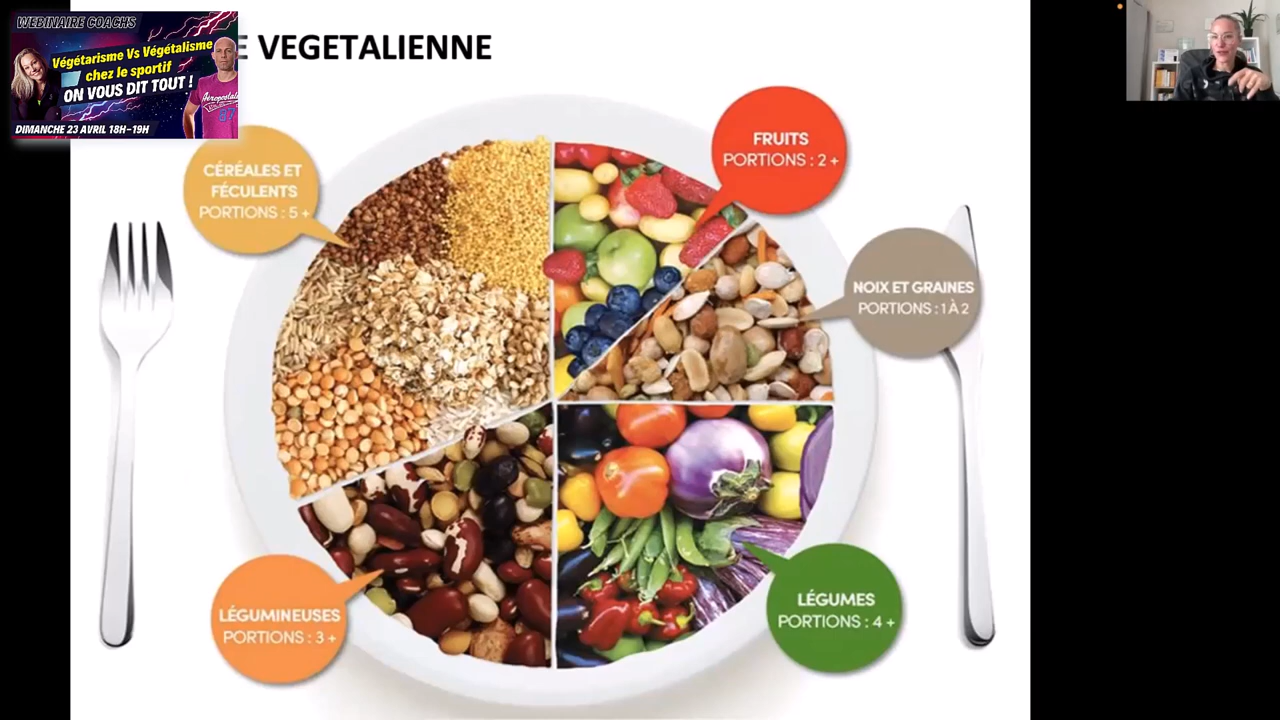 WEBINAIRE COACHS
Végétarisme Vs Végétalisme
chez le sportif
ON VOUS DIT TOUT !
Aéropostale
87
DIMANCHE 23 AVRIL 18H-19H
E VEGETALIENNE
CÉRÉALES ET
FÉCULENTS
PORTIONS : 5 +
FRUITS
PORTIONS : 2 +
NOIX ET GRAINES
PORTIONS : 1 À 2
LÉGUMINEUSES
PORTIONS : 3 +
LÉGUMES
PORTIONS : 4 +